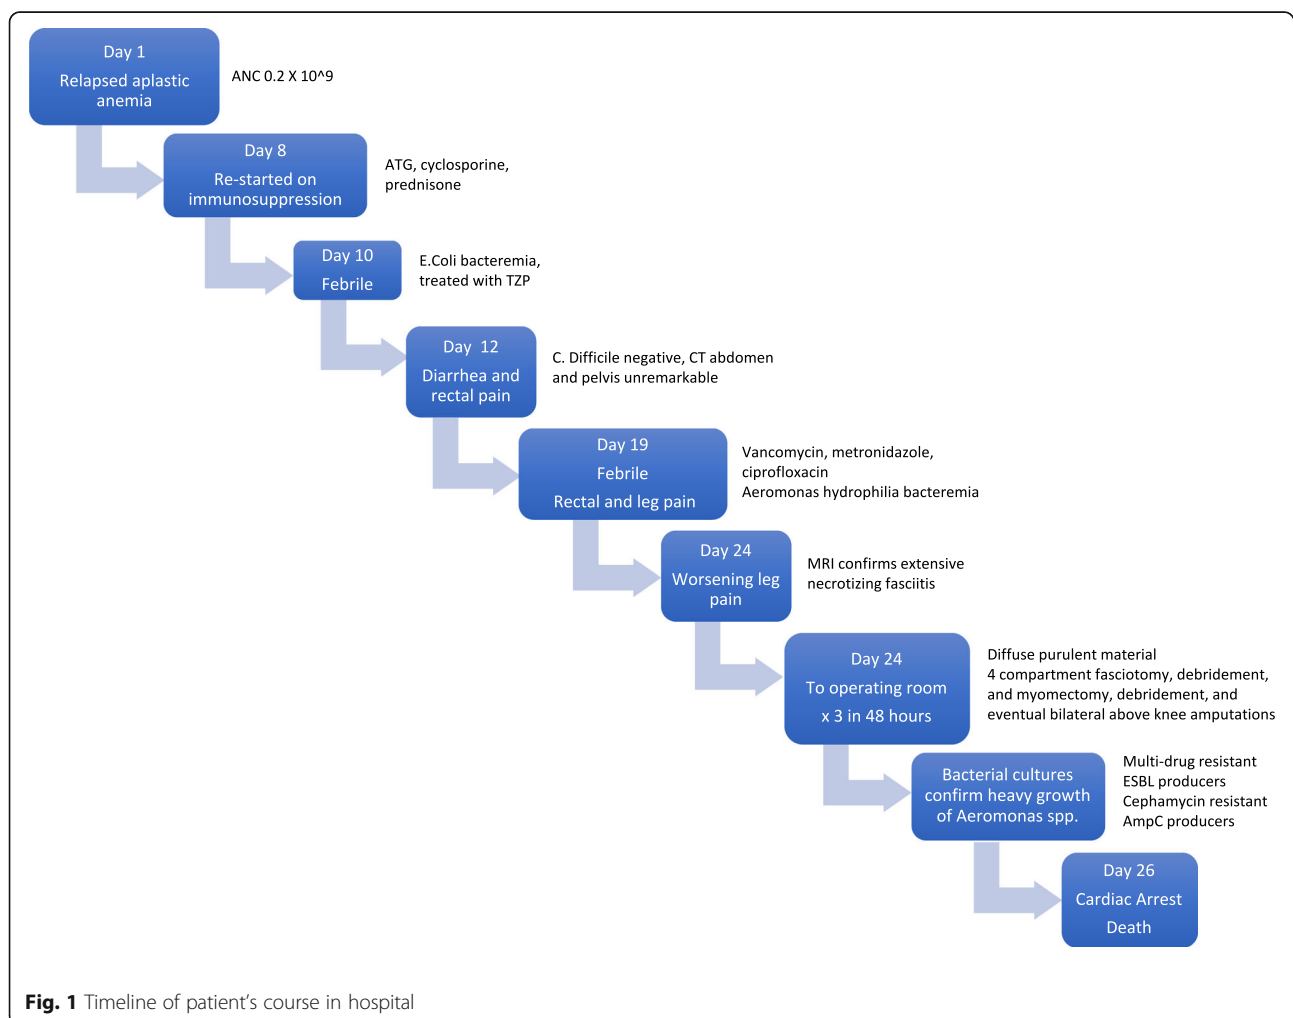 Day 1
Relapsed aplastic
anemia
ANC 0.2 X 10^9
Day 8
Re-started on
immunosuppression
ATG, cyclosporine,
prednisone
Day 10
Febrile
E.Coli bacteremia,
treated with TZP
Day 12
Diarrhea and
rectal pain
C. Difficile negative, CT abdomen
and pelvis unremarkable
Day 19
Febrile
Rectal and leg pain
Vancomycin, metronidazole,
ciprofloxacin
Aeromonas hydrophilia bacteremia
Day 24
Worsening leg
pain
MRI confirms extensive
necrotizing fasciitis
Day 24
To operating room
x 3 in 48 hours
Diffuse purulent material
4 compartment fasciotomy, debridement,
and myomectomy, debridement, and
eventual bilateral above knee amputations
Bacterial cultures
confirm heavy growth
of Aeromonas spp.
Multi-drug resistant
ESBL producers
Cephamycin resistant
AmpC producers
Day 26
Cardiac Arrest
Death
Fig. 1 Timeline of patient's course in hospital